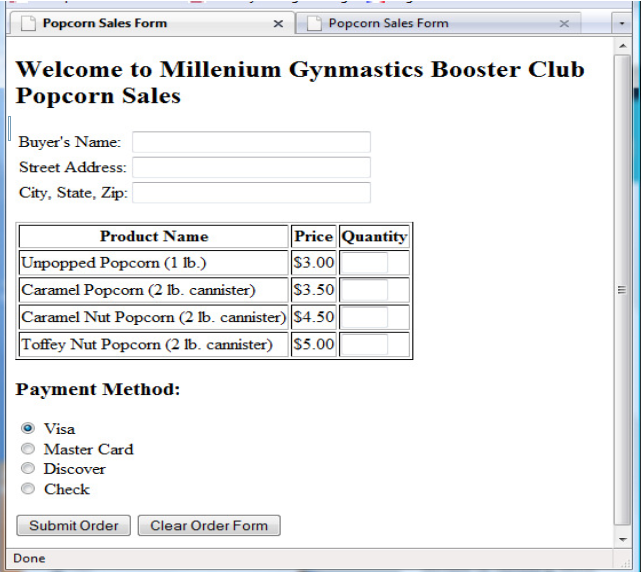 Popcorn Sales Form × Popcorn Sales Form ×
Welcome to Millenium Gynmastics Booster Club
Popcorn Sales
Buyer's Name:
Street Address:
City, State, Zip:
Product Name Price Quantity
Unpopped Popcorn (1 lb.) $3.00
Caramel Popcorn (2 lb. cannister) $3.50
Caramel Nut Popcorn (2 lb. cannister) $4.50
Toffey Nut Popcorn (2 lb. cannister) $5.00
Payment Method:
Visa
Master Card
Discover
Check
Submit Order Clear Order Form
Done